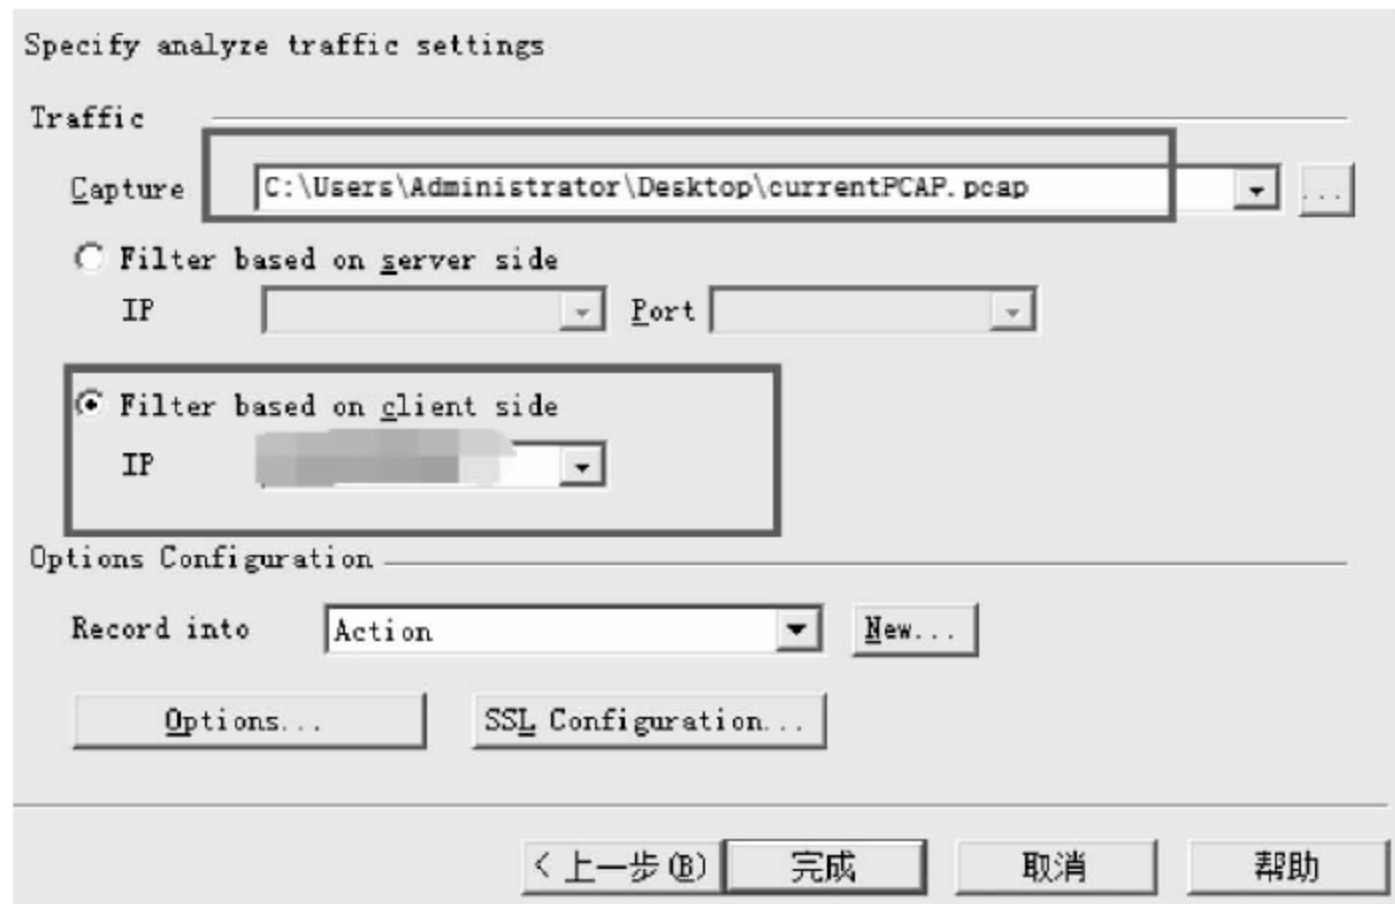 Specify analyze traffic settings
Traffic
Capture C:\Users\Administrator\Desktop\currentPCAP.pcap ...
Filter based on server side
IP Port
Filter based on client side
IP
Options Configuration
Record into Action New...
Options... SSL Configuration...
< 上一步(B) 完成 取消 帮助